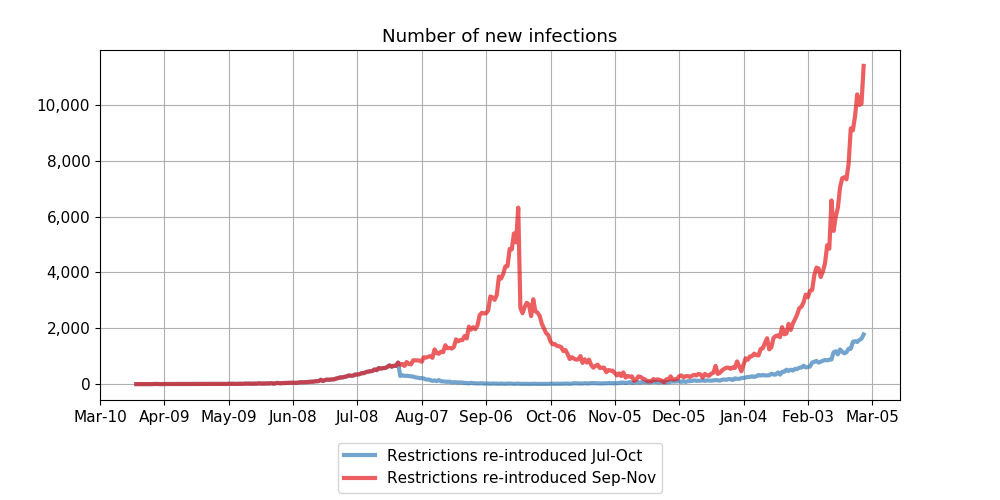 Number of new infections
10,000
8,000
6,000
4,000
2,000
0
Mar-10 Apr-09 May-09 Jun-08 Jul-08 Aug-07 Sep-06 Oct-06 Nov-05 Dec-05 Jan-04 Feb-03 Mar-05
Restrictions re-introduced Jul-Oct
Restrictions re-introduced Sep-Nov